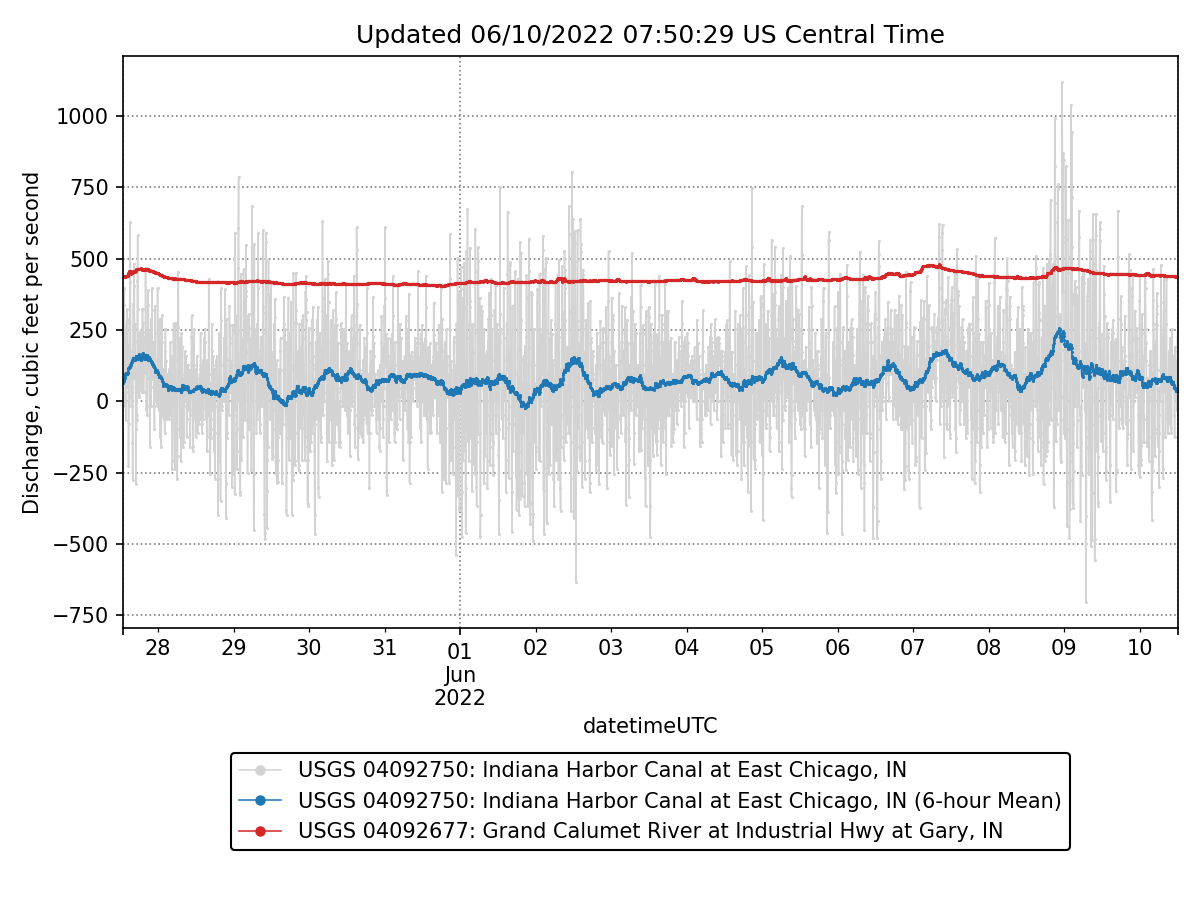 Updated 06/10/2022 07:50:29 US Central Time
Discharge, cubic feet per second
1000
750
500
250
0
−250
−500
−750
28 29 30 31 01 02 03 04 05 06 07 08 09 10
Jun
2022
datetimeUTC
USGS 04092750: Indiana Harbor Canal at East Chicago, IN
USGS 04092750: Indiana Harbor Canal at East Chicago, IN (6-hour Mean)
USGS 04092677: Grand Calumet River at Industrial Hwy at Gary, IN